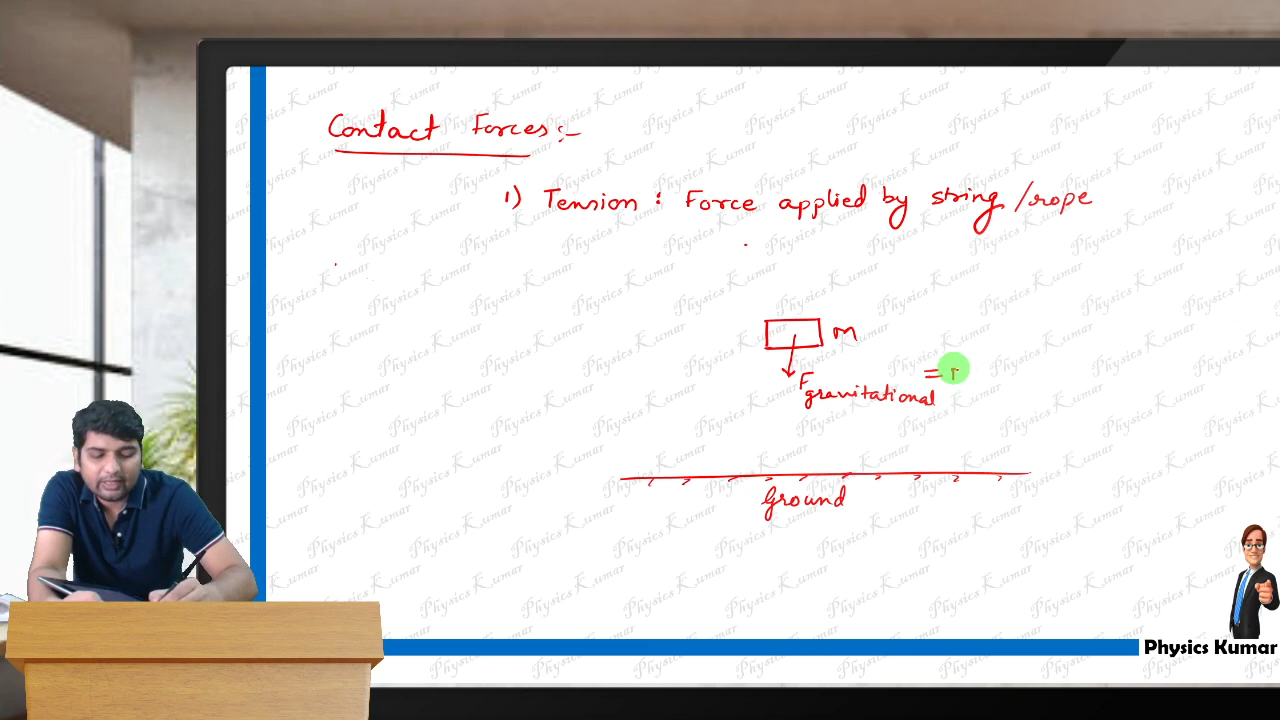 Contact Forces :-
1) Tension : Force applied by string / rope
m
F gravitational =
Ground
Physics Kumar